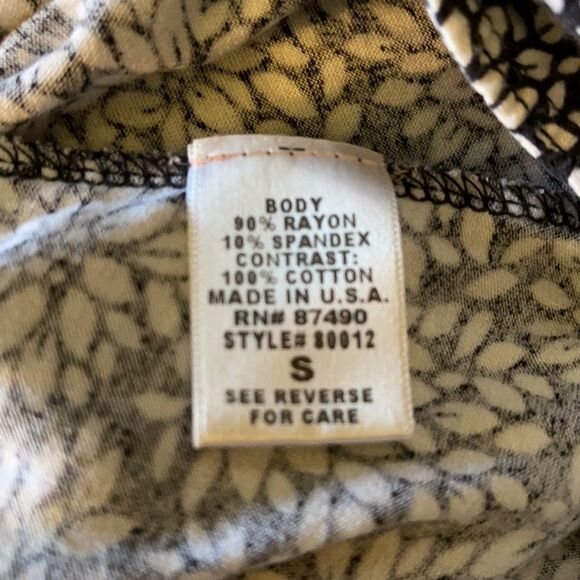 BODY
90% RAYON
10% SPANDEX
CONTRAST:
100% COTTON
MADE IN U.S.A.
RN# 87490
STYLE# 80012
S
SEE REVERSE
FOR CARE